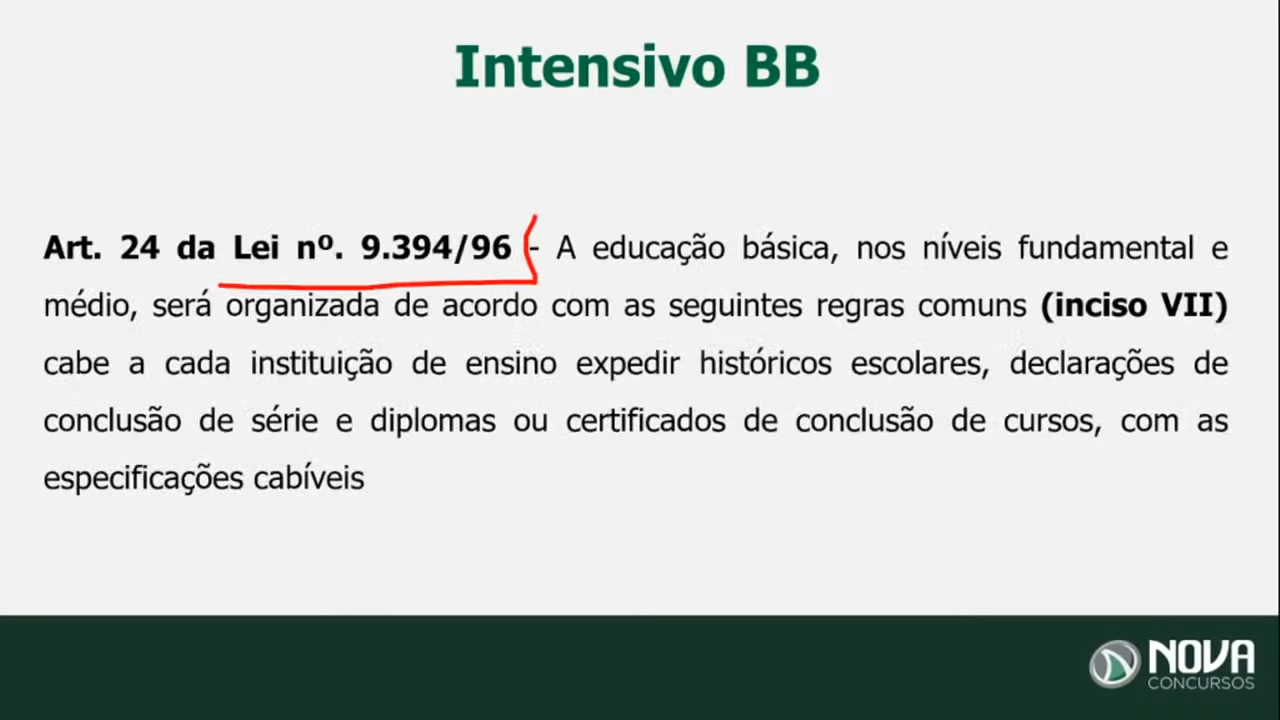 Intensivo BB
Art. 24 da Lei nº. 9.394/96 - A educação básica, nos níveis fundamental e
médio, será organizada de acordo com as seguintes regras comuns (inciso VII)
cabe a cada instituição de ensino expedir históricos escolares, declarações de
conclusão de série e diplomas ou certificados de conclusão de cursos, com as
especificações cabíveis
NOVA
CONCURSOS